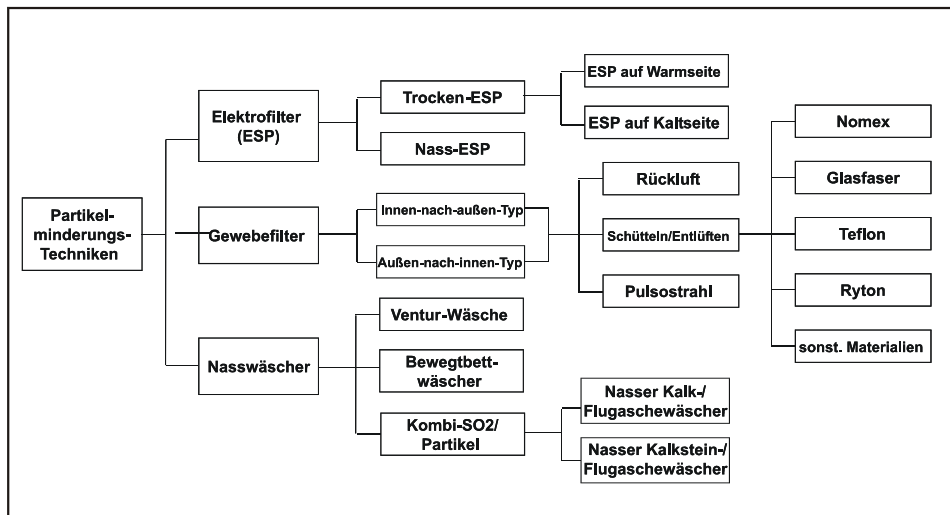 Partikel-
minderungs-
Techniken
Elektrofilter
(ESP)
Trocken-ESP
ESP auf Warmseite
ESP auf Kaltseite
Nass-ESP
Gewebefilter
Innen-nach-außen-Typ
Außen-nach-innen-Typ
Rückluft
Schütteln/Entlüften
Pulsostrahl
Nomex
Glasfaser
Teflon
Ryton
sonst. Materialien
Nasswäscher
Ventur-Wäsche
Bewegtbett-
wäscher
Kombi-SO2/
Partikel
Nasser Kalk-/
Flugaschewäscher
Nasser Kalkstein-/
Flugaschewäscher